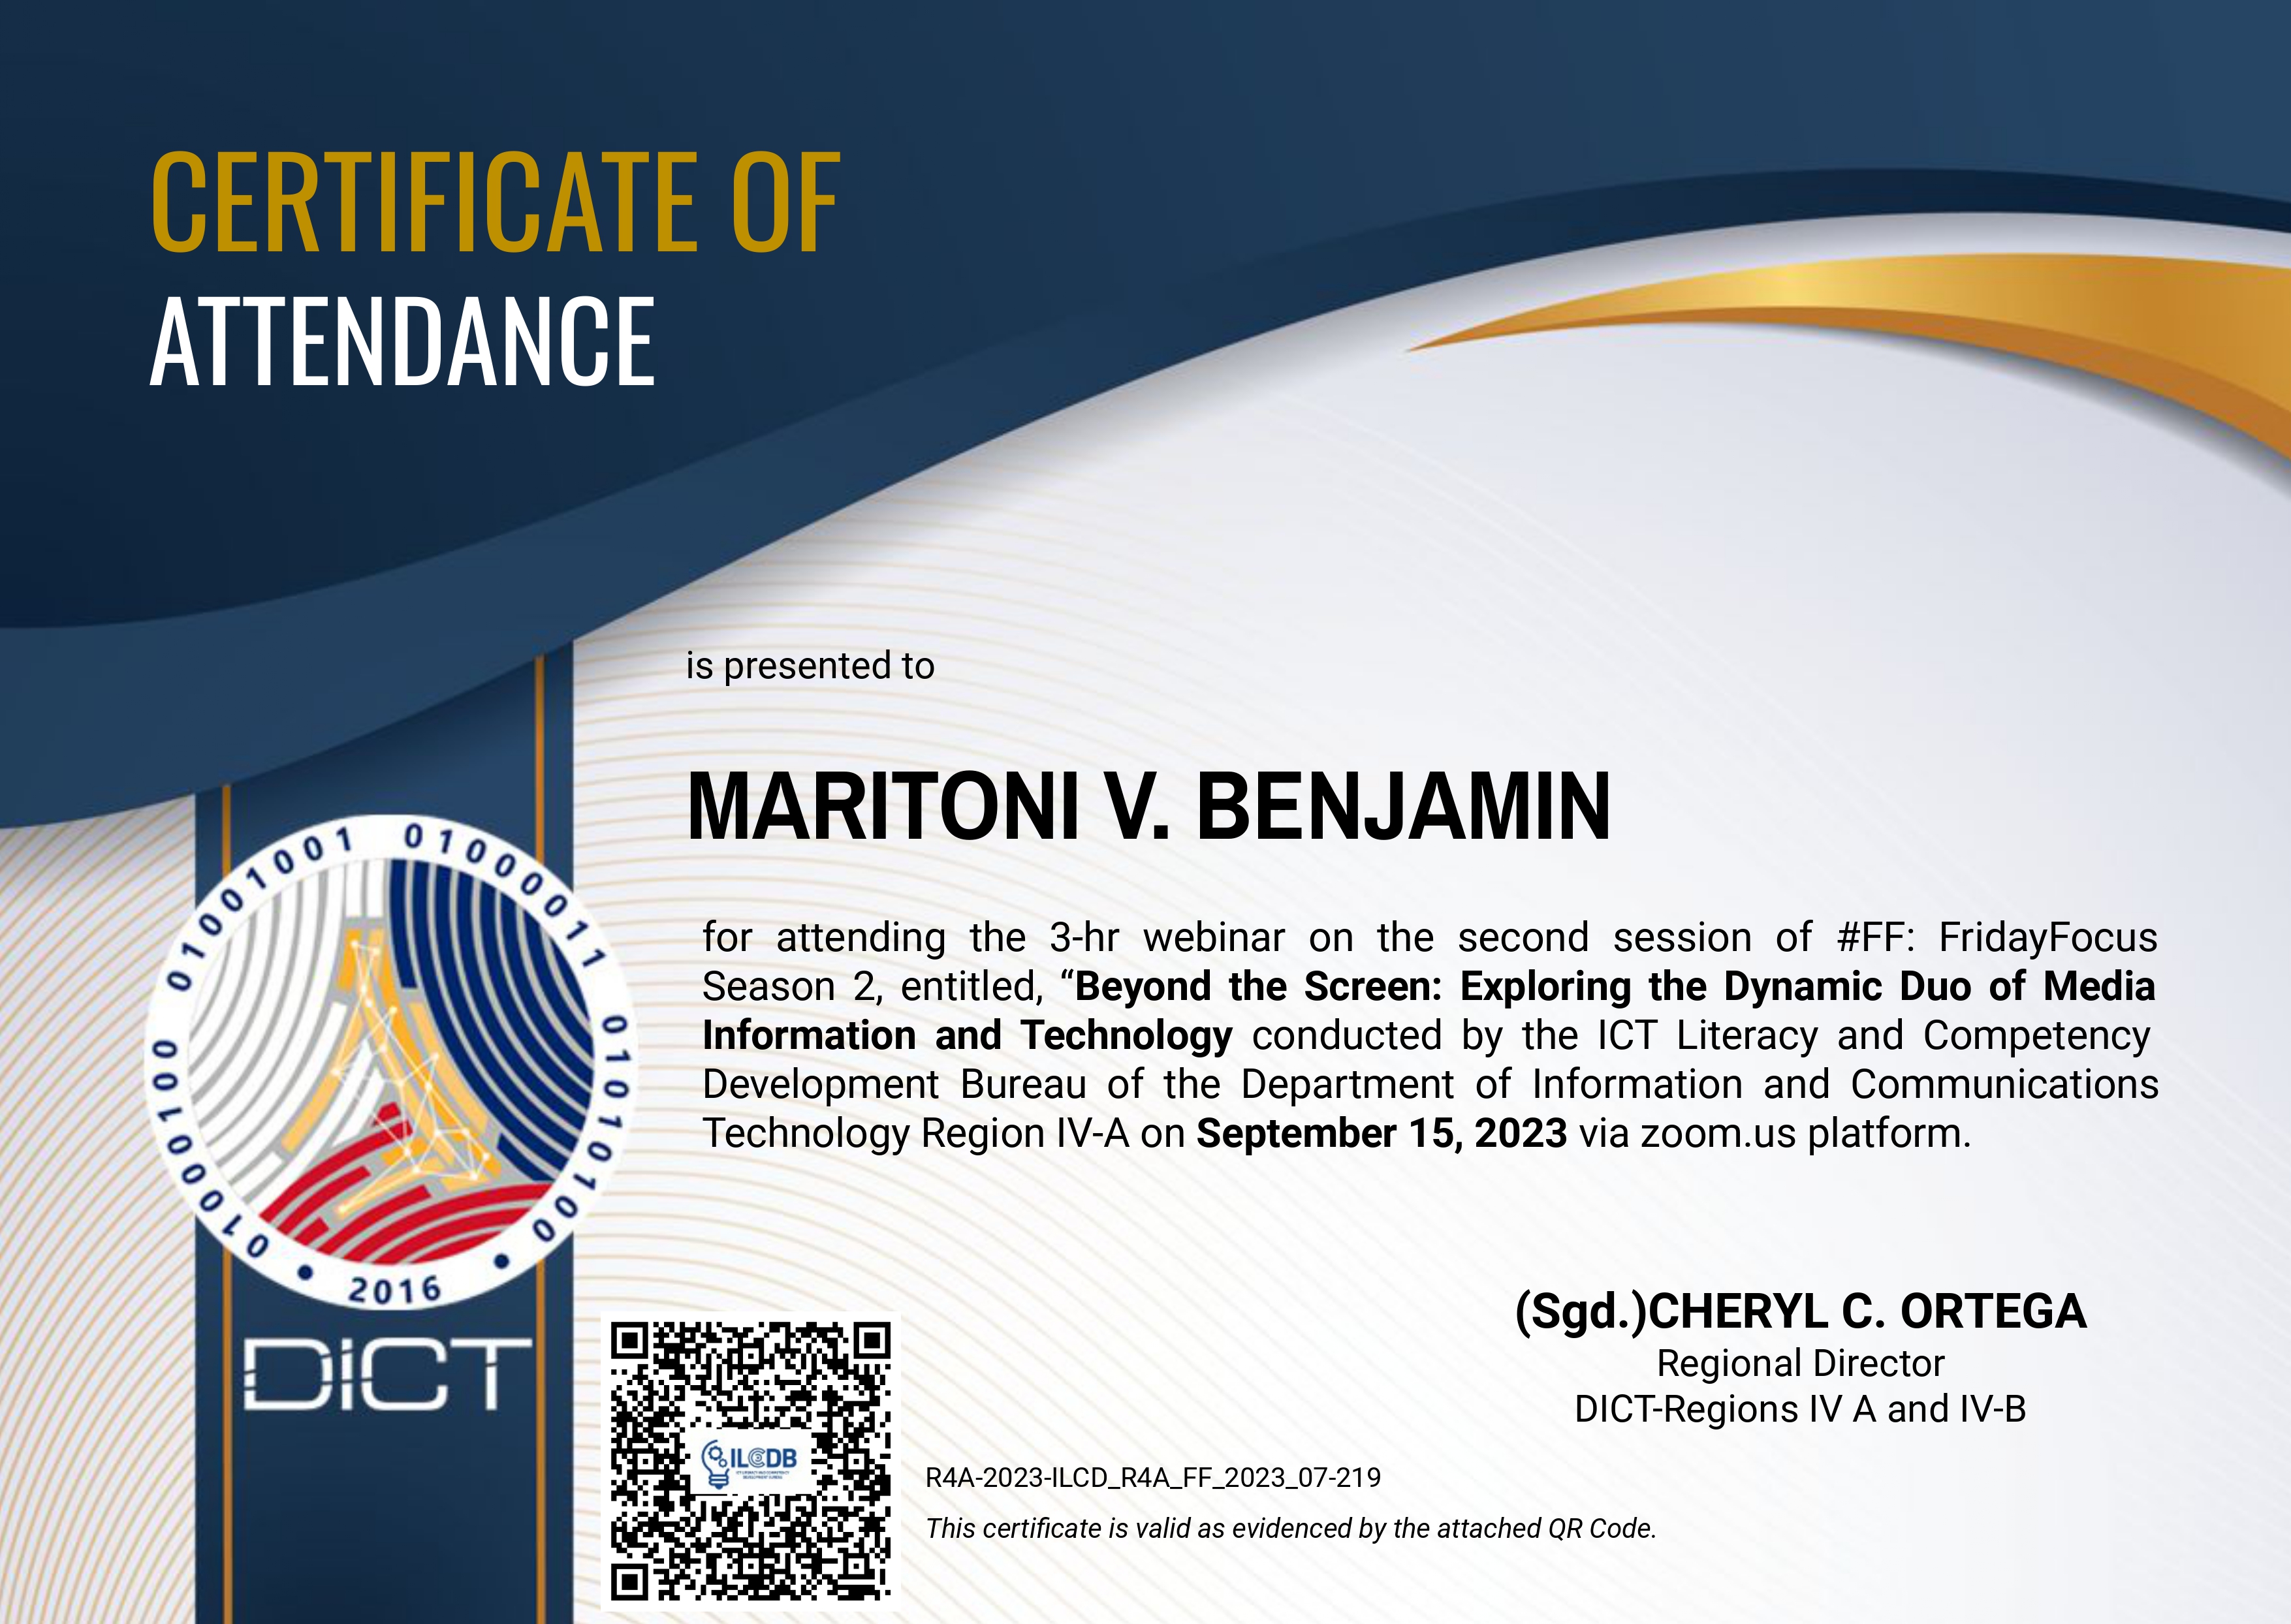 CERTIFICATE OF
ATTENDANCE
is presented to
MARITONI V. BENJAMIN
for attending the 3-hr webinar on the second session of #FF: FridayFocus
Season 2, entitled, “Beyond the Screen: Exploring the Dynamic Duo of Media
Information and Technology conducted by the ICT Literacy and Competency
Development Bureau of the Department of Information and Communications
Technology Region IV-A on September 15, 2023 via zoom.us platform.
01001001 01000011 01010100 • 2016 • 01000100
DICT
(Sgd.)CHERYL C. ORTEGA
Regional Director
DICT-Regions IV A and IV-B
ILCDB
R4A-2023-ILCD_R4A_FF_2023_07-219
This certificate is valid as evidenced by the attached QR Code.